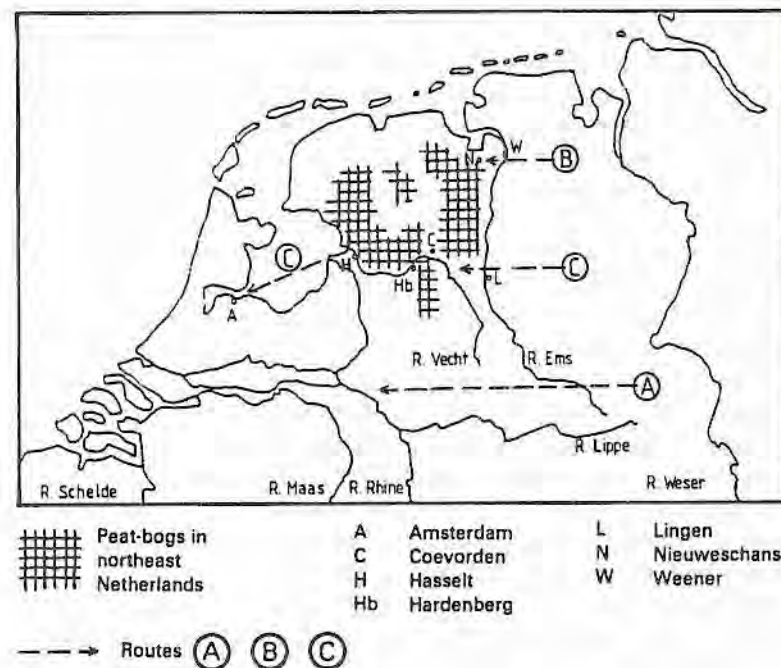 W
N
B
C
C
H
Hb
L
A
R. Vecht
R. Ems
A
R. Lippe
R. Schelde
R. Maas
R. Rhine
R. Weser
Peat-bogs in
northeast
Netherlands
A Amsterdam
C Coevorden
H Hasselt
Hb Hardenberg
L Lingen
N Nieuweschans
W Weener
Routes A B C